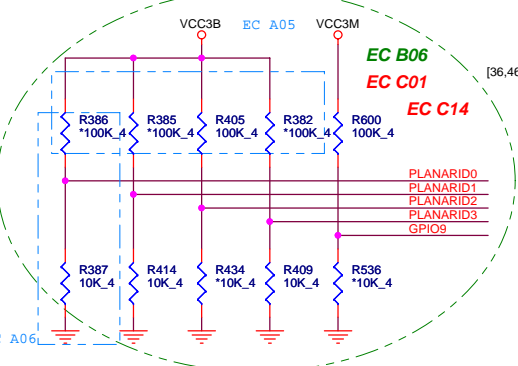 VCC3B EC A05 VCC3M
EC B06
[36,46
EC C01
EC C14
R386 R385 R405 R382 R600
*100K_4 *100K_4 100K_4 *100K_4 100K_4
PLANARID0
PLANARID1
PLANARID2
PLANARID3
GPIO9
R387 R414 R434 R409 R536
10K_4 10K_4 *10K_4 10K_4 *10K_4
A06